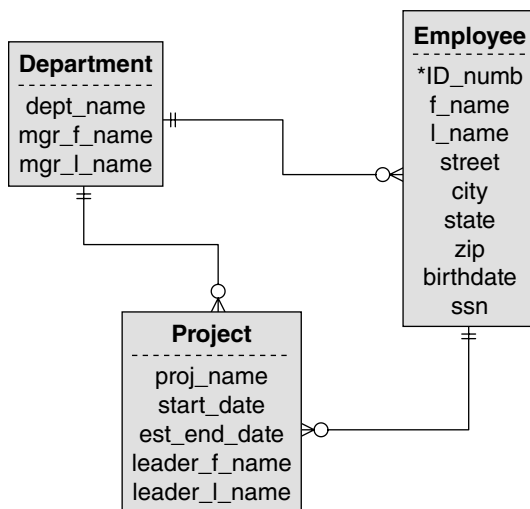 Department
dept_name
mgr_f_name
mgr_l_name
Employee
*ID_numb
f_name
l_name
street
city
state
zip
birthdate
ssn
Project
proj_name
start_date
est_end_date
leader_f_name
leader_l_name